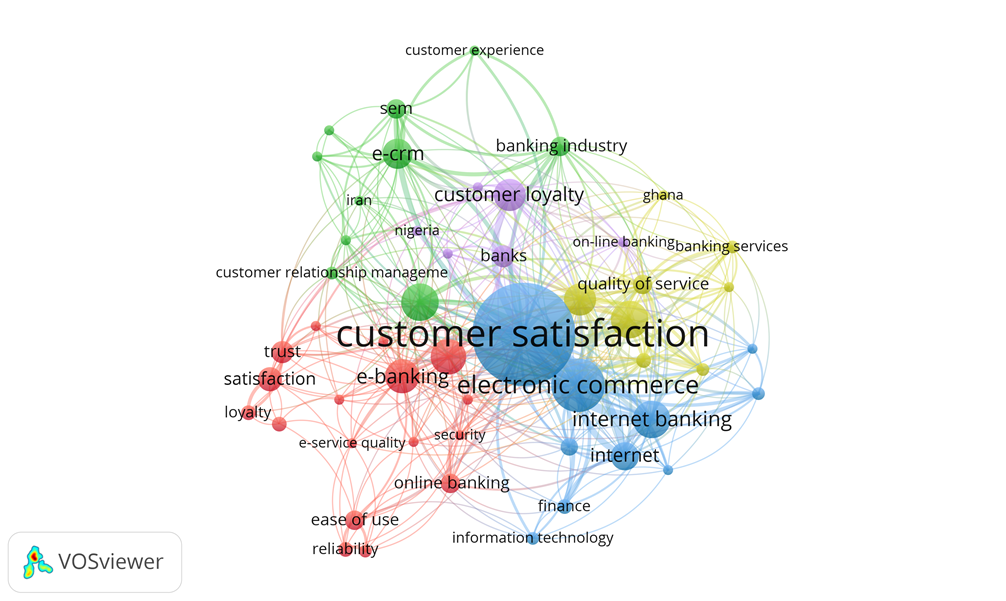 customer experience
sem
banking industry
e-crm
customer loyalty
ghana
iran
nigeria
on-line banking
banking services
banks
customer relationship manageme
quality of service
customer satisfaction
trust
satisfaction
e-banking
electronic commerce
loyalty
internet banking
security
e-service quality
internet
online banking
finance
ease of use
information technology
reliability
VOSviewer